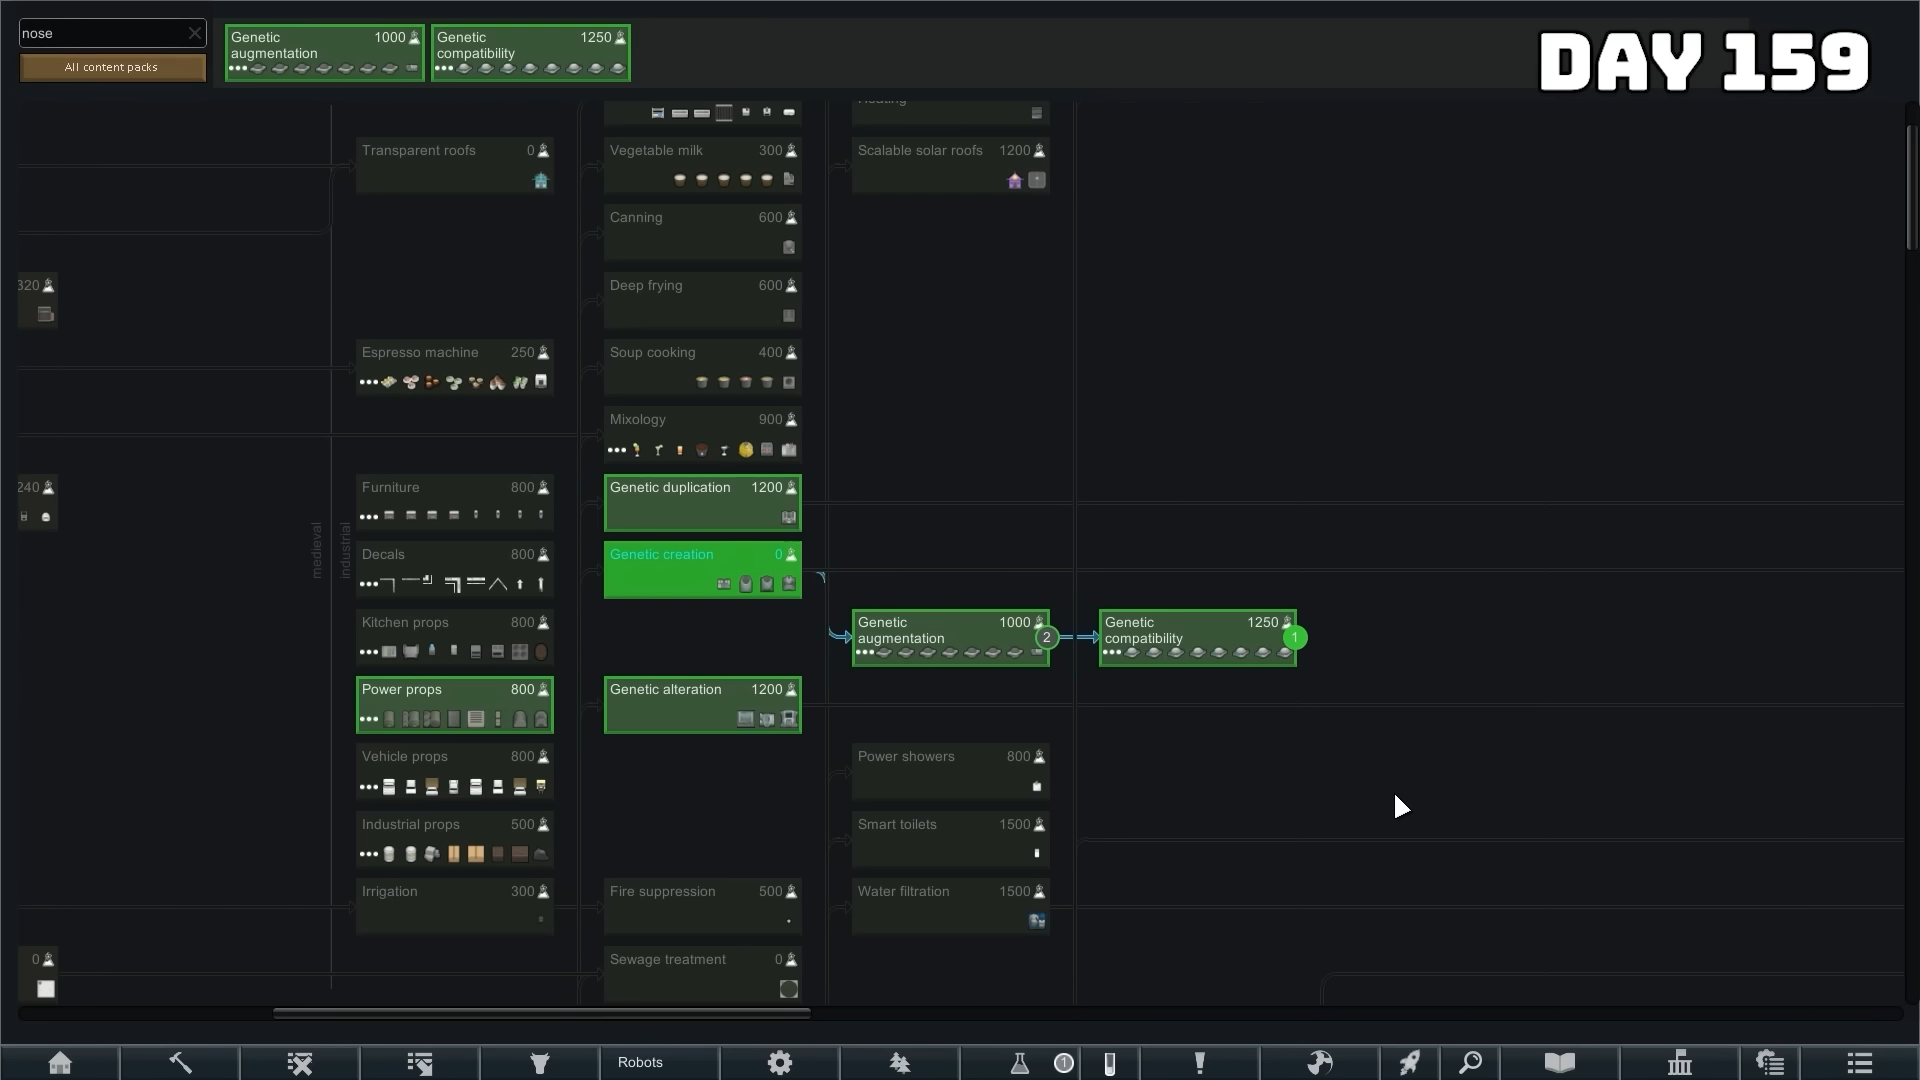 nose
All content packs
Genetic augmentation 1000
Genetic compatibility 1250
DAY 159
Transparent roofs 0
Vegetable milk 300
Scalable solar roofs 1200
Canning 600
320
Deep frying 600
Espresso machine 250
Soup cooking 400
Mixology 900
240
Furniture 800
Genetic duplication 1200
medieval
industrial
Decals 800
Genetic creation 0
Kitchen props 800
Genetic augmentation 1000
2
Genetic compatibility 1250
1
Power props 800
Genetic alteration 1200
Vehicle props 800
Power showers 800
Industrial props 500
Smart toilets 1500
Irrigation 300
Fire suppression 500
Water filtration 1500
0
Sewage treatment 0
Robots
1